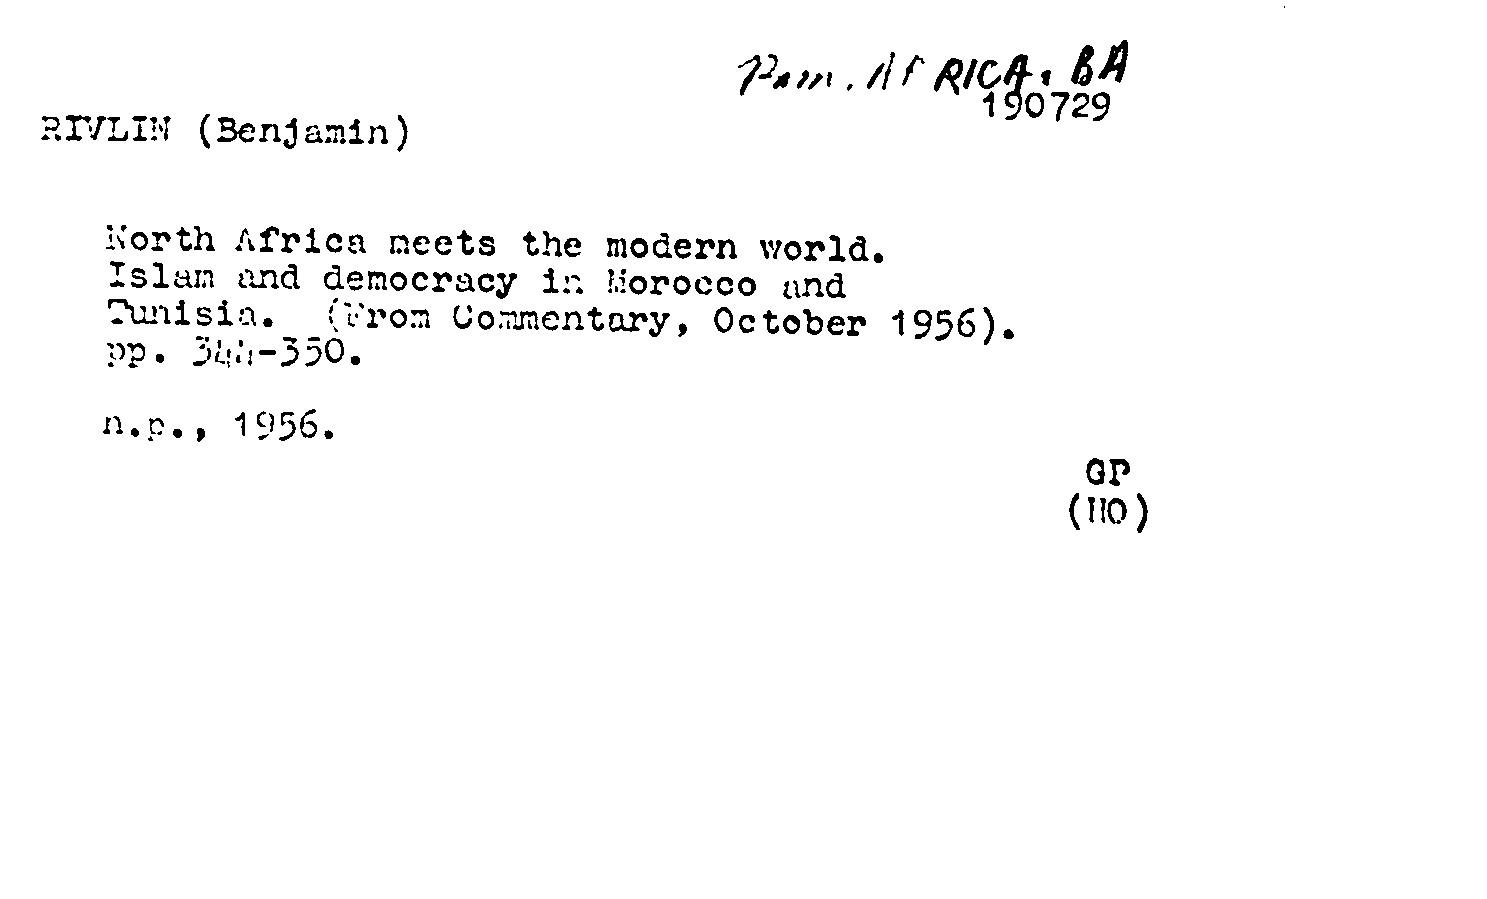 Pam. AFRICA. BA
190729
RIVLIN (Benjamin)
North Africa meets the modern world.
Islam and democracy in Morocco and
Tunisia. (From Commentary, October 1956).
pp. 344-350.
n.p., 1956.
GP
(HO)